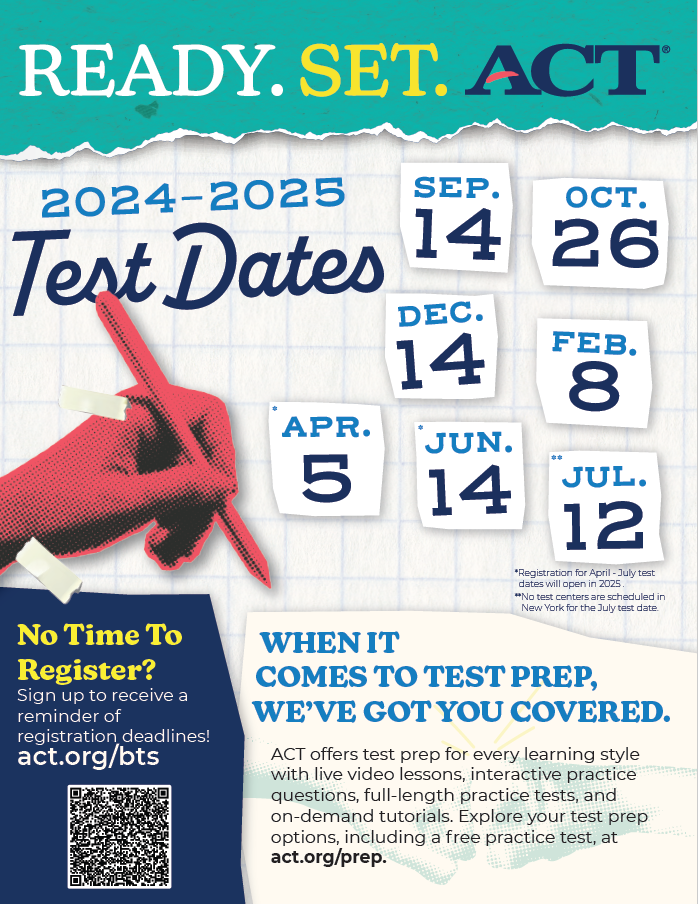 READY. SET. ACT®
2024-2025
Test Dates
SEP.
14
OCT.
26
DEC.
14
FEB.
8
*
APR.
5
*
JUN.
14
**
JUL.
12
*Registration for April - July test
dates will open in 2025 .
**No test centers are scheduled in
New York for the July test date.
No Time To
Register?
Sign up to receive a
reminder of
registration deadlines!
act.org/bts
WHEN IT
COMES TO TEST PREP,
WE'VE GOT YOU COVERED.
ACT offers test prep for every learning style
with live video lessons, interactive practice
questions, full-length practice tests, and
on-demand tutorials. Explore your test prep
options, including a free practice test, at
act.org/prep.